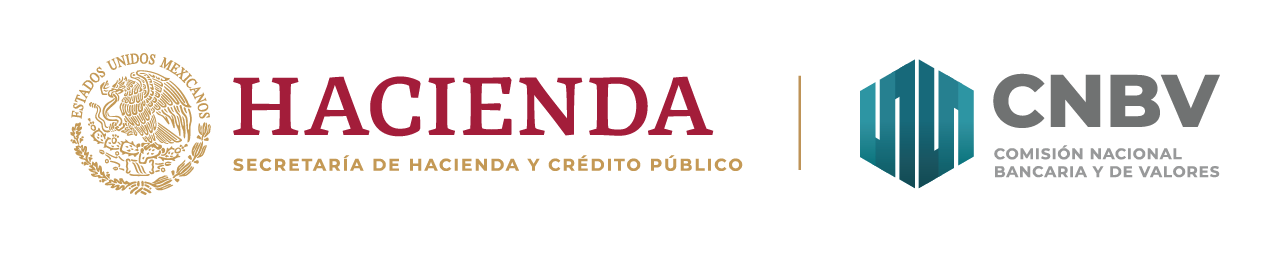 ESTADOS UNIDOS MEXICANOS
HACIENDA
SECRETARÍA DE HACIENDA Y CRÉDITO PÚBLICO
CNBV
COMISIÓN NACIONAL
BANCARIA Y DE VALORES